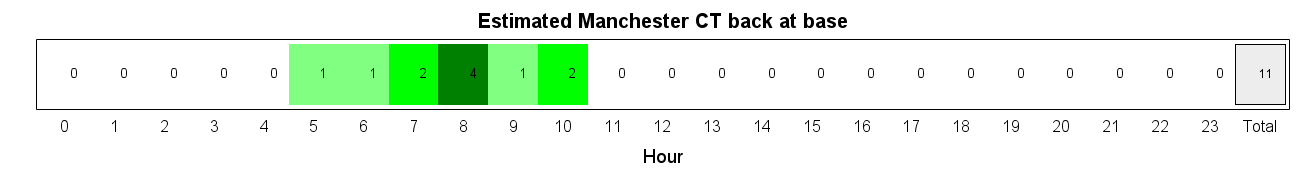 Estimated Manchester CT back at base
0 0 0 0 0 1 1 2 4 1 2 0 0 0 0 0 0 0 0 0 0 0 0 0 11
0 1 2 3 4 5 6 7 8 9 10 11 12 13 14 15 16 17 18 19 20 21 22 23 Total
Hour